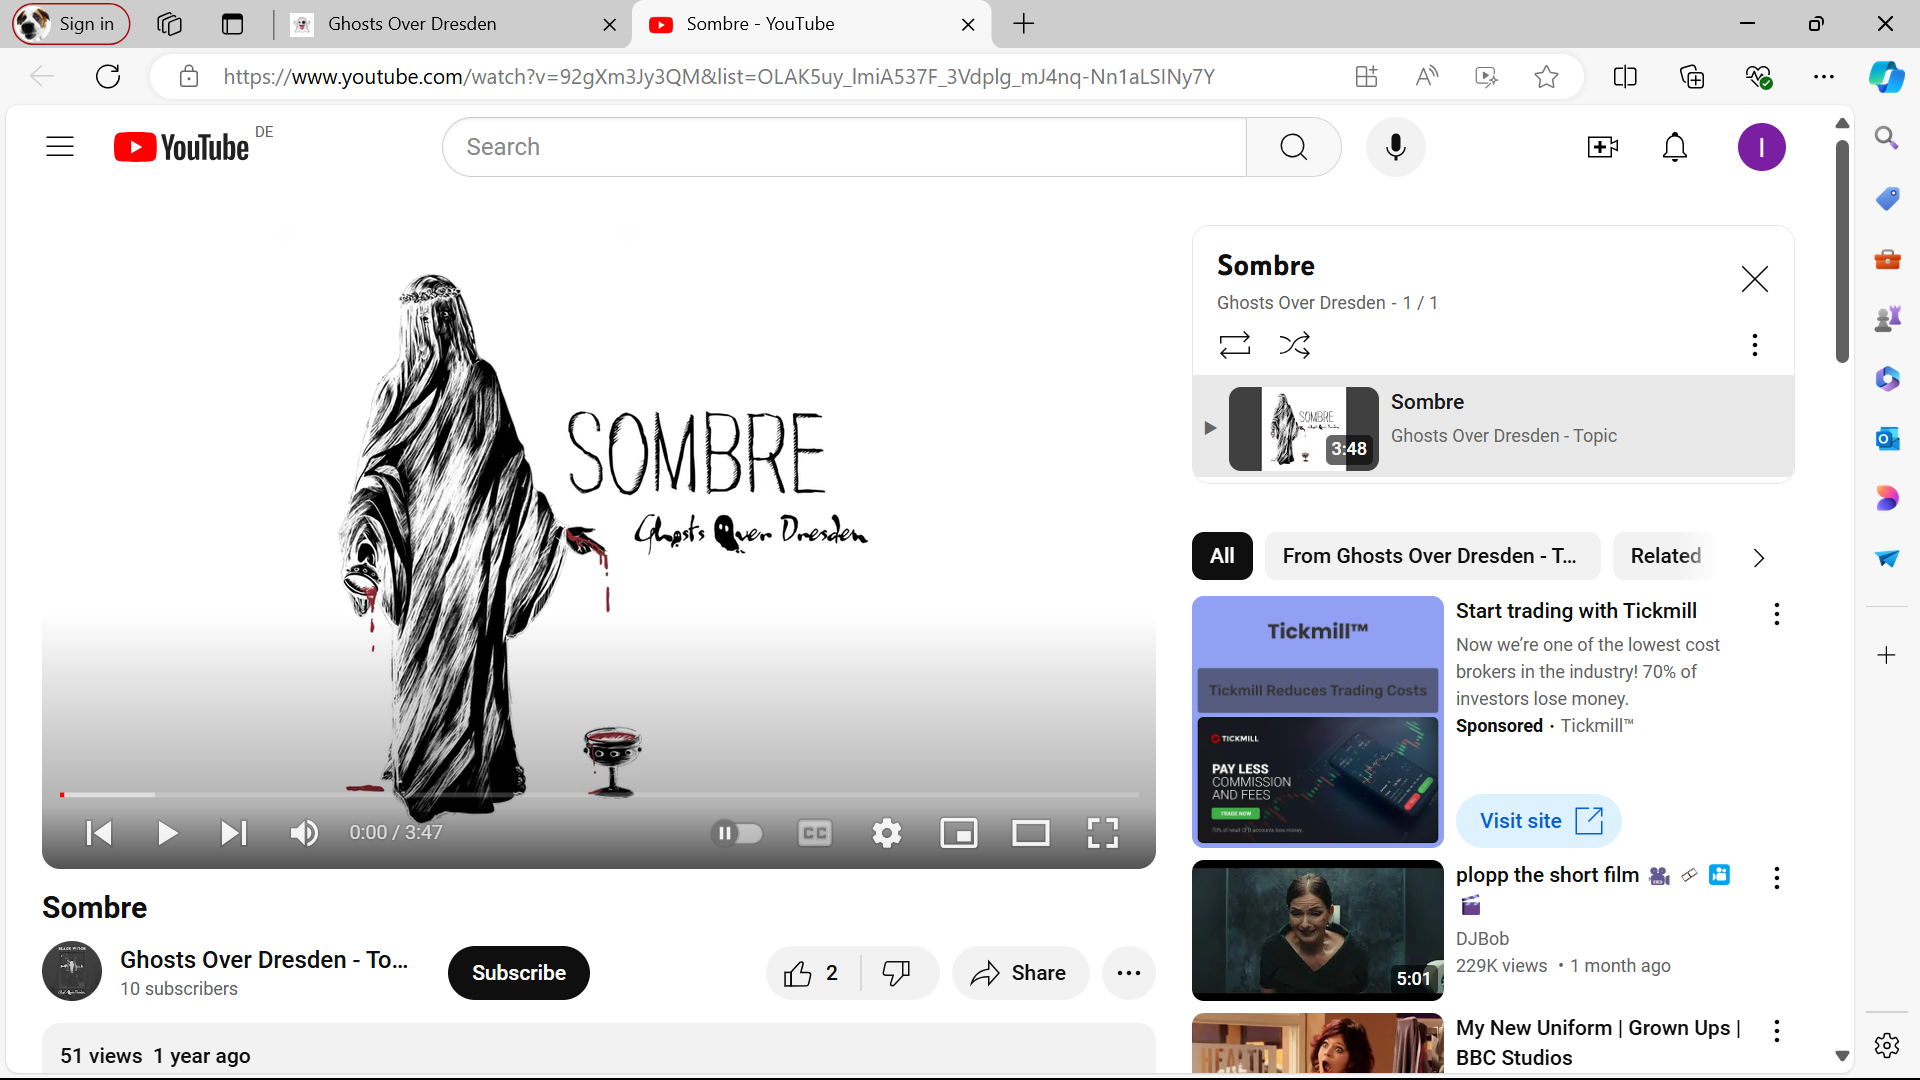 Sign in
Ghosts Over Dresden
Sombre - YouTube
https://www.youtube.com/watch?v=92gXm3Jy3QM&list=OLAK5uy_lmiA537F_3Vdplg_mJ4nq-Nn1aLSINy7Y
YouTube DE
Search
I
SOMBRE
Ghosts Over Dresden
0:00 / 3:47
CC
Sombre
Ghosts Over Dresden - To...
10 subscribers
Subscribe
2
Share
51 views 1 year ago
Sombre
Ghosts Over Dresden - 1 / 1
SOMBRE
3:48
Sombre
Ghosts Over Dresden - Topic
All
From Ghosts Over Dresden - T...
Related
Tickmill™
Tickmill Reduces Trading Costs
TICKMILL
PAY LESS
COMMISSION
AND FEES
TRADE NOW
Start trading with Tickmill
Now we're one of the lowest cost
brokers in the industry! 70% of
investors lose money.
Sponsored · Tickmill™
Visit site
5:01
plopp the short film
DJBob
229K views • 1 month ago
HEALTH
My New Uniform | Grown Ups |
BBC Studios